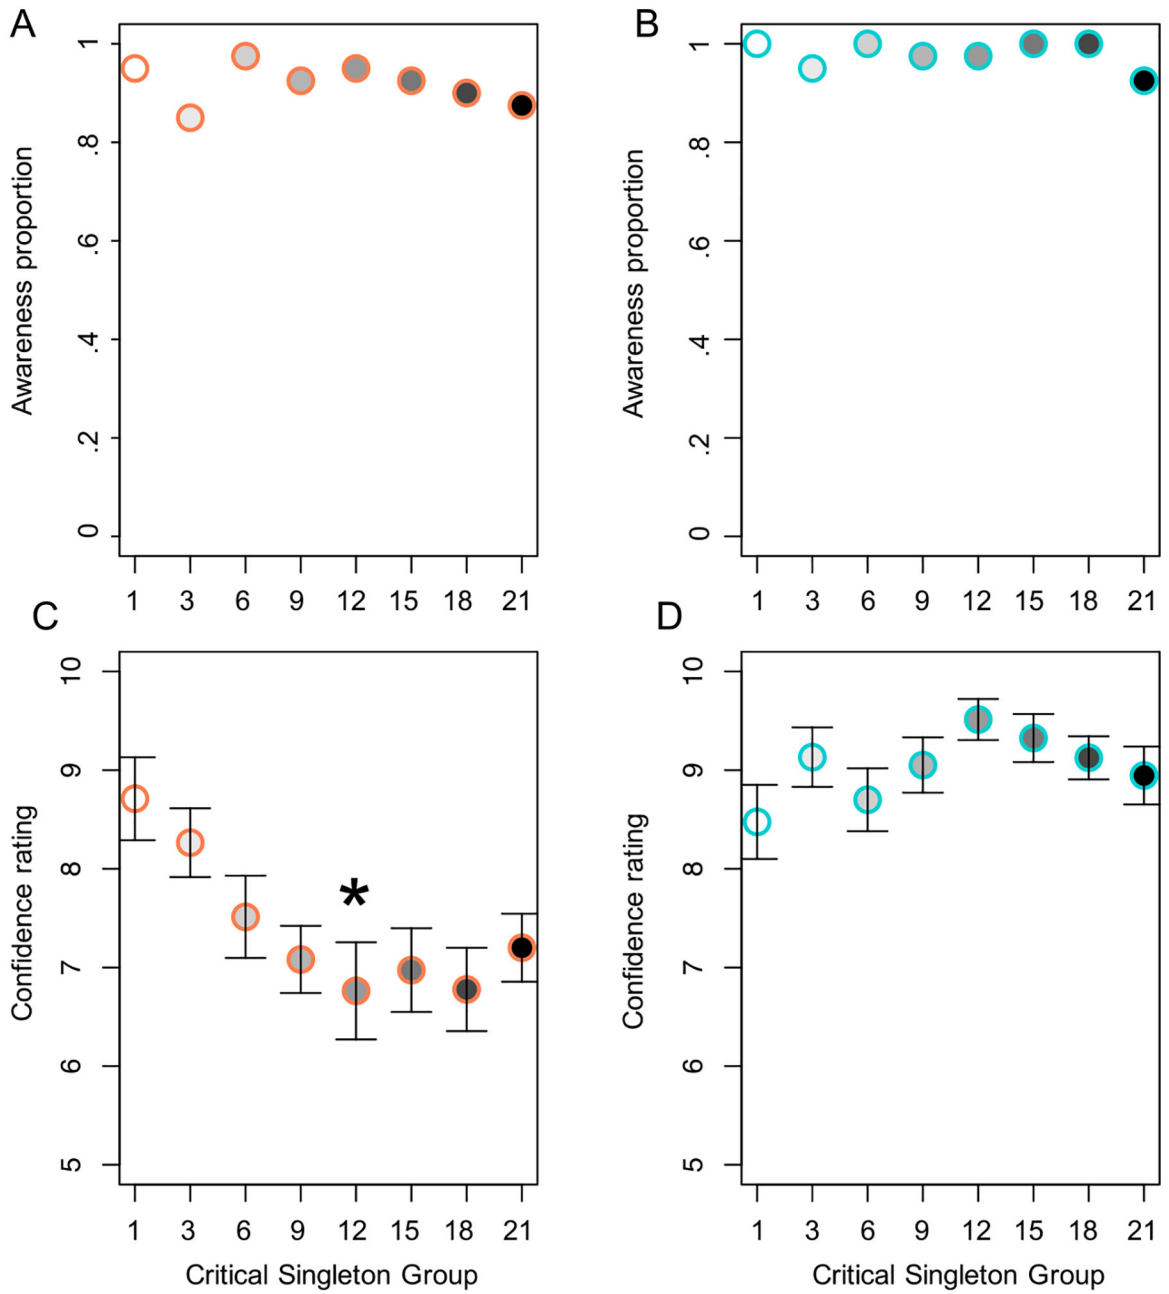 A
B
Awareness proportion
1
.8
.6
.4
.2
0
1 3 6 9 12 15 18 21
Awareness proportion
1
.8
.6
.4
.2
0
1 3 6 9 12 15 18 21
C
D
Confidence rating
10
9
8
7
6
5
*
1 3 6 9 12 15 18 21
Critical Singleton Group
Confidence rating
10
9
8
7
6
5
1 3 6 9 12 15 18 21
Critical Singleton Group